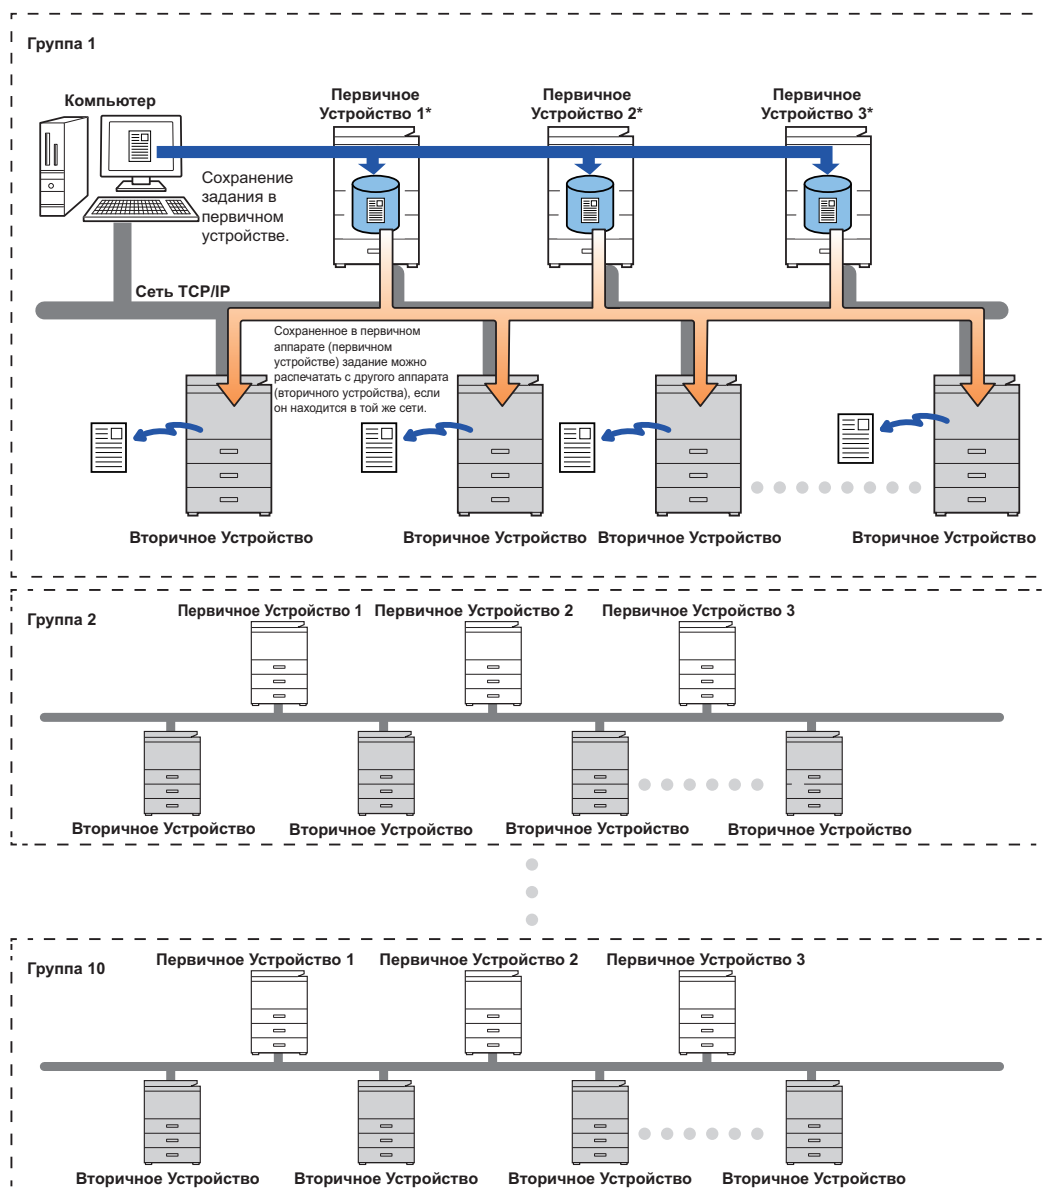 Группа 1
Компьютер
Первичное
Устройство 1*
Первичное
Устройство 2*
Первичное
Устройство 3*
Сохранение
задания в
первичном
устройстве.
Сеть TCP/IP
Сохраненное в первичном
аппарате (первичном
устройстве) задание можно
распечатать с другого аппарата
(вторичного устройства), если
он находится в той же сети.
Вторичное Устройство
Вторичное Устройство
Вторичное Устройство
Вторичное Устройство
Группа 2
Первичное Устройство 1
Первичное Устройство 2
Первичное Устройство 3
Вторичное Устройство
Вторичное Устройство
Вторичное Устройство
Вторичное Устройство
Группа 10
Первичное Устройство 1
Первичное Устройство 2
Первичное Устройство 3
Вторичное Устройство
Вторичное Устройство
Вторичное Устройство
Вторичное Устройство